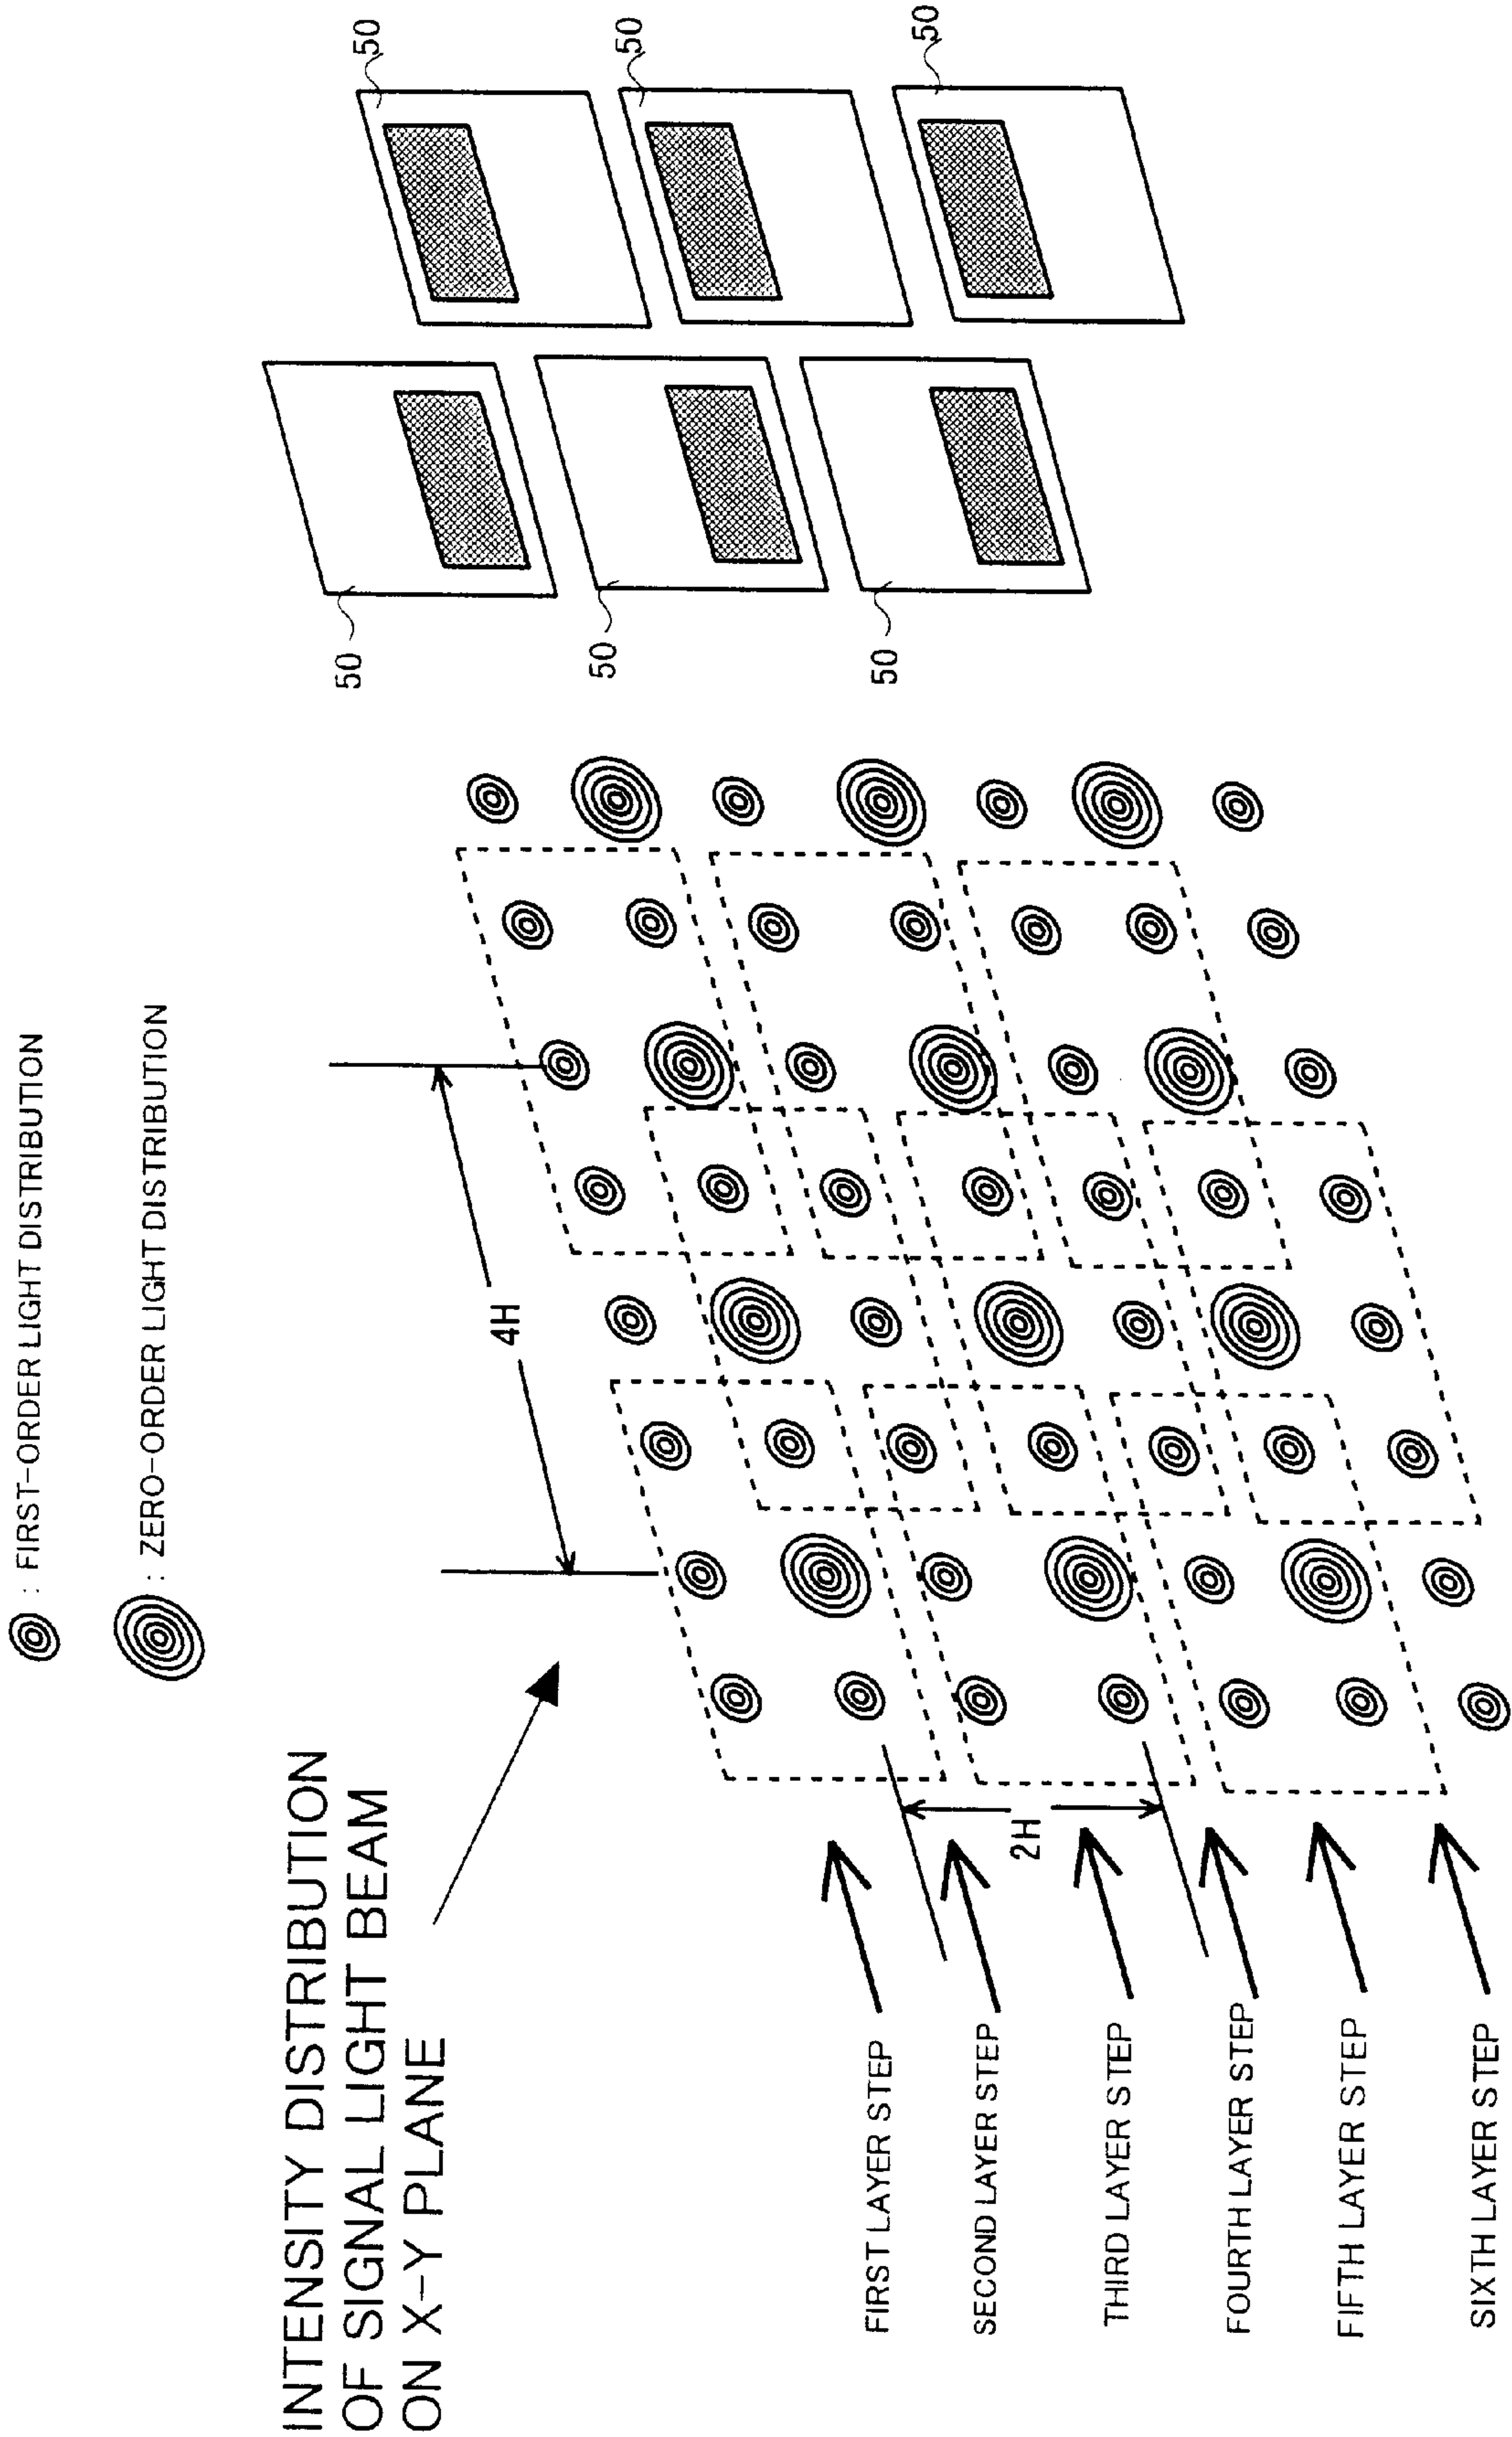 : FIRST-ORDER LIGHT DISTRIBUTION
: ZERO-ORDER LIGHT DISTRIBUTION
INTENSITY DISTRIBUTION
OF SIGNAL LIGHT BEAM
ON X-Y PLANE
4H
2H
FIRST LAYER STEP
SECOND LAYER STEP
THIRD LAYER STEP
FOURTH LAYER STEP
FIFTH LAYER STEP
SIXTH LAYER STEP
50
50
50
50
50
50